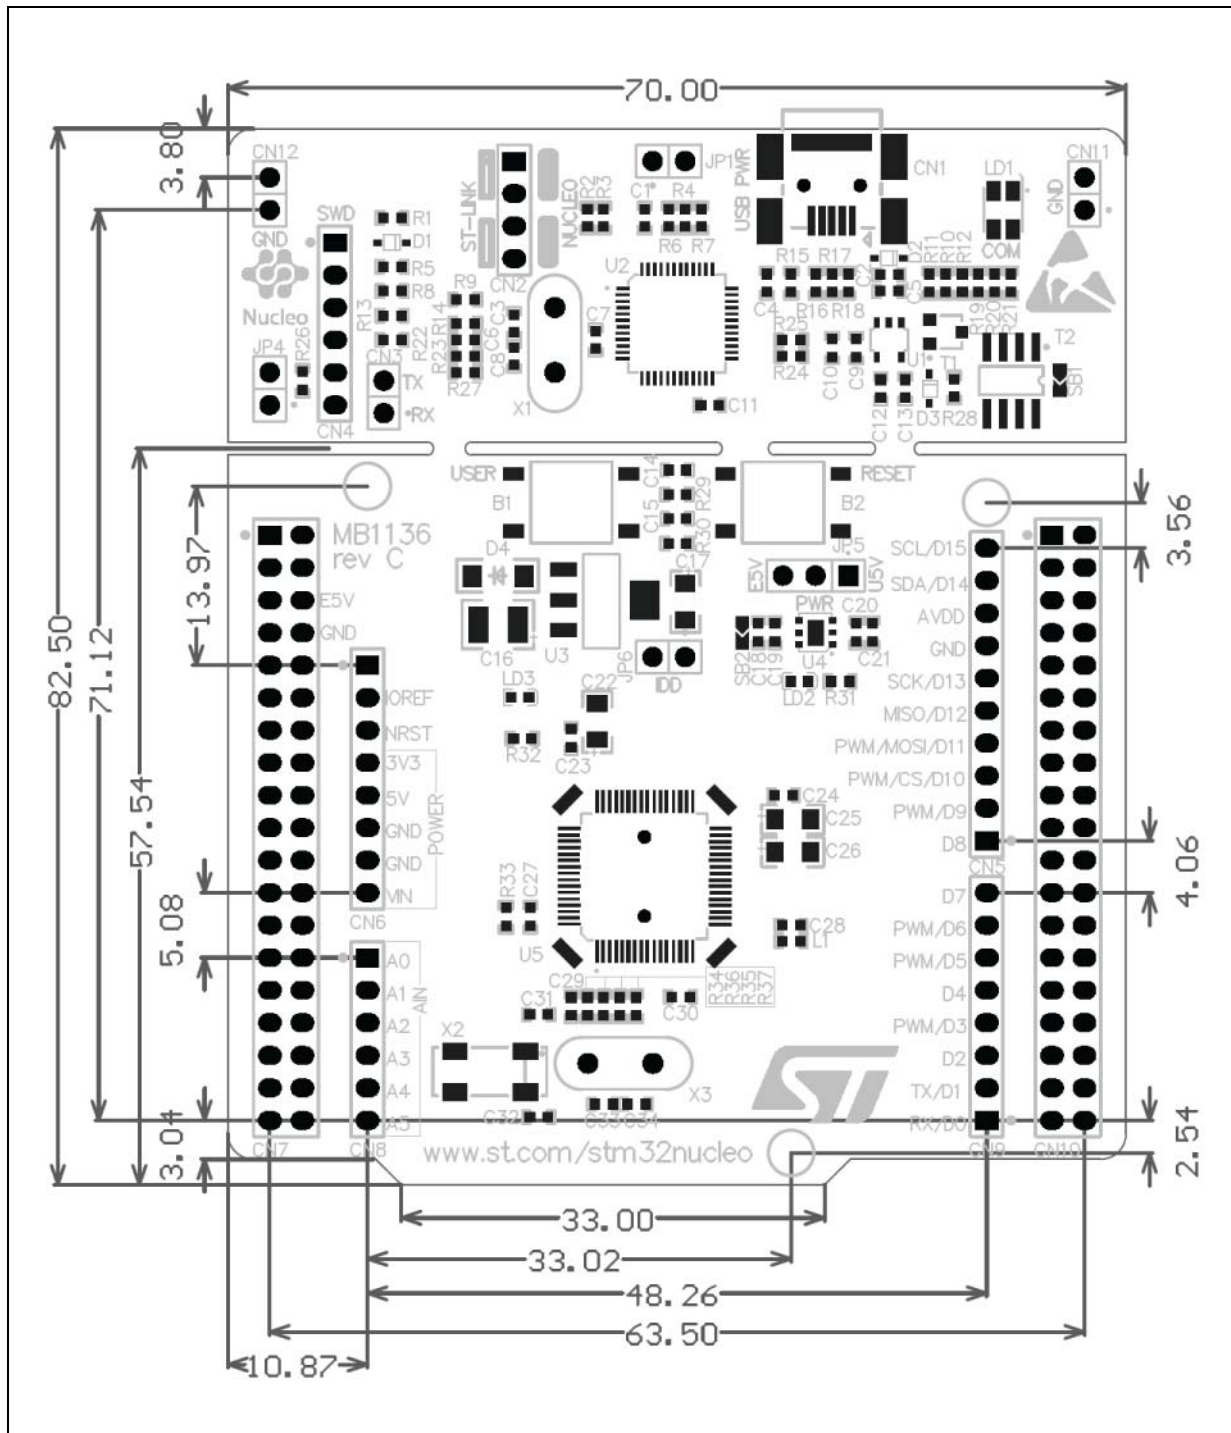 70.00
3.80
CN12
GND
SWD
R1
D1
R5
R8
R13
R22
Nucleo
JP4
R26
CN3
TX
RX
CN4
ST-LINK
NUCLEO
CN2
R2
R3
C1
R4
JP1
R6
R7
U2
R9
R14
R23
R27
C3
C6
C8
C7
X1
C11
USB PWR
CN1
LD1
COM
CN11
GND
R15
R17
C2
D2
R11
R10
R12
C4
R16
R18
C5
R19
R20
R21
R25
R24
C10
C9
U1
T1
T2
SB1
C12
C13
D3
R28
USER
B1
C14
R29
C15
R30
B2
RESET
3.56
MB1136
rev C
13.97
D4
C17
C16
U3
JP6
IDD
E5V
JP5
U5V
PWR
SB2
C18
C19
U4
C20
C21
LD2
R31
LD3
R32
C22
C23
E5V
GND
IOREF
NRST
3V3
5V
GND
GND
VIN
POWER
CN6
SCL/D15
SDA/D14
AVDD
GND
SCK/D13
MISO/D12
PWM/MOSI/D11
PWM/CS/D10
PWM/D9
D8
CN5
82.50
71.12
57.54
C24
C25
C26
R33
C27
U5
C28
L1
4.06
5.08
A0
A1
A2
A3
A4
A5
AIN
CN8
CN7
D7
PWM/D6
PWM/D5
D4
PWM/D3
D2
TX/D1
RX/D0
CN9
CN10
C29
C31
C30
R34
R36
R35
R37
X2
X3
C32
C33
C34
ST
www.st.com/stm32nucleo
3.04
2.54
33.00
33.02
48.26
63.50
10.87